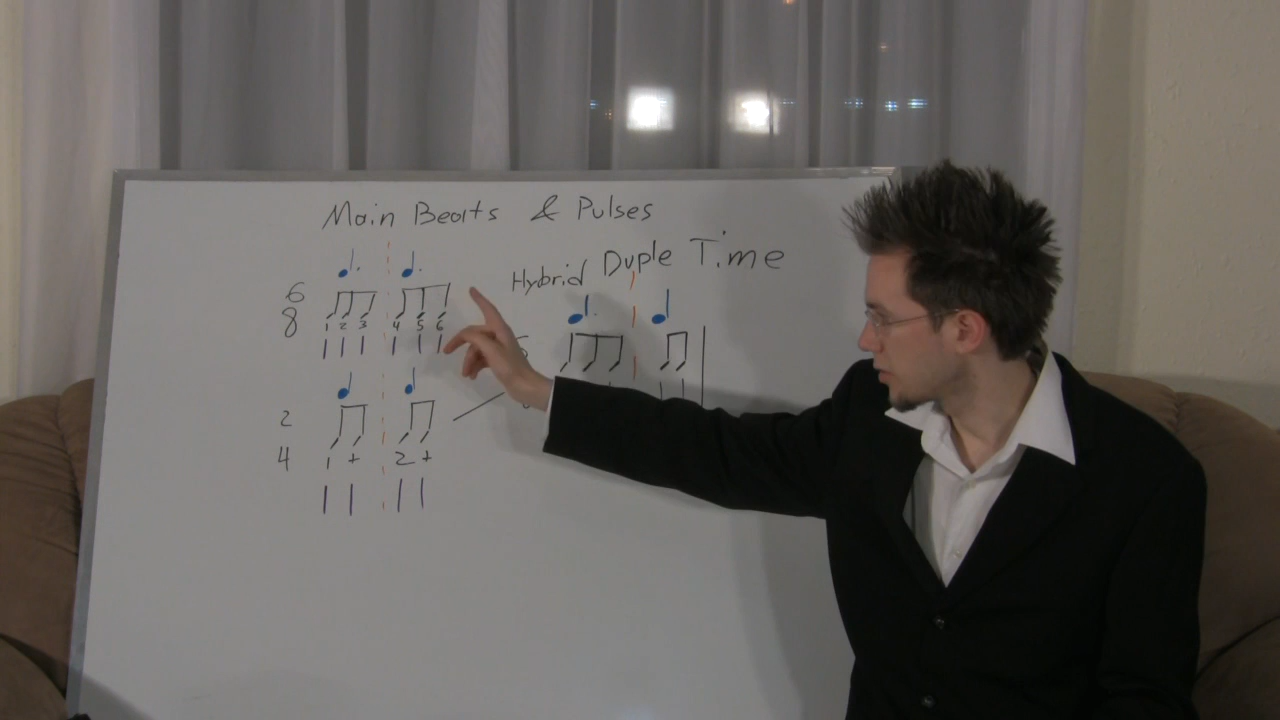 Main Beats & Pulses
Hybrid Duple Time
6
8
1 2 3 4 5 6
2
4
1 + 2 +